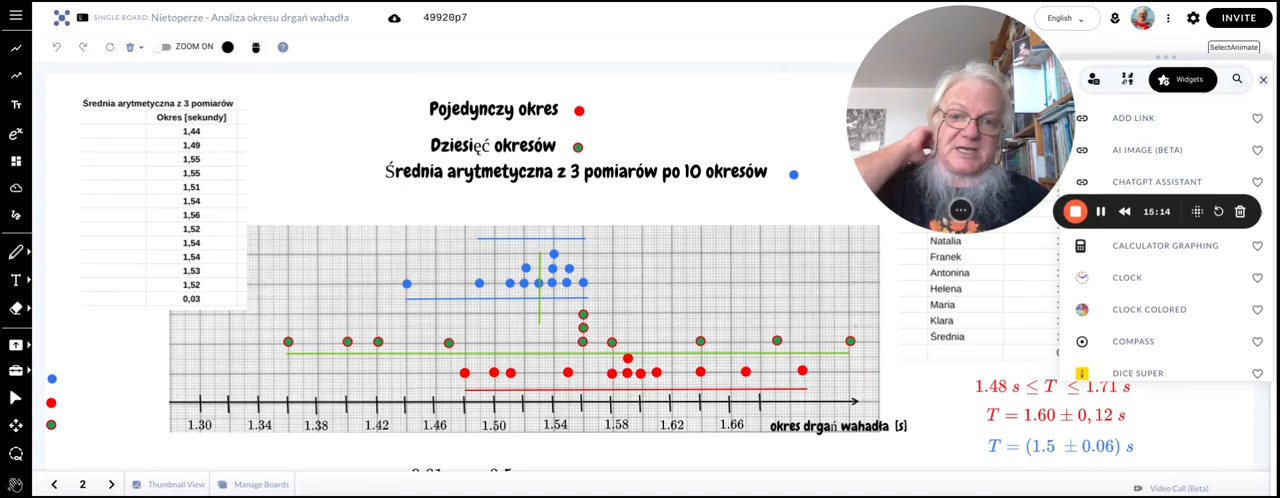 SINGLE BOARD: Nietoperze - Analiza okresu drgań wahadła
49920p7
English
INVITE
ZOOM ON
SelectAnimate
Średnia arytmetyczna z 3 pomiarów
Okres [sekundy]
1,44
1,49
1,55
1,55
1,51
1,54
1,56
1,52
1,54
1,54
1,53
1,52
0,03
Pojedynczy okres
Dziesięć okresów
Średnia arytmetyczna z 3 pomiarów po 10 okresów
Widgets
ADD LINK
AI IMAGE (BETA)
CHATGPT ASSISTANT
15:14
CALCULATOR GRAPHING
CLOCK
CLOCK COLORED
COMPASS
DICE SUPER
Natalia
Franek
Antonina
Helena
Maria
Klara
Średnia
1.30 1.34 1.38 1.42 1.46 1.50 1.54 1.58 1.62 1.66
okres drgań wahadła [s]
1.48 s ≤ T ≤ 1.71 s
T = 1.60 ± 0,12 s
T = (1.5 ± 0.06) s
2
Thumbnail View
Manage Boards
Video Call (Beta)